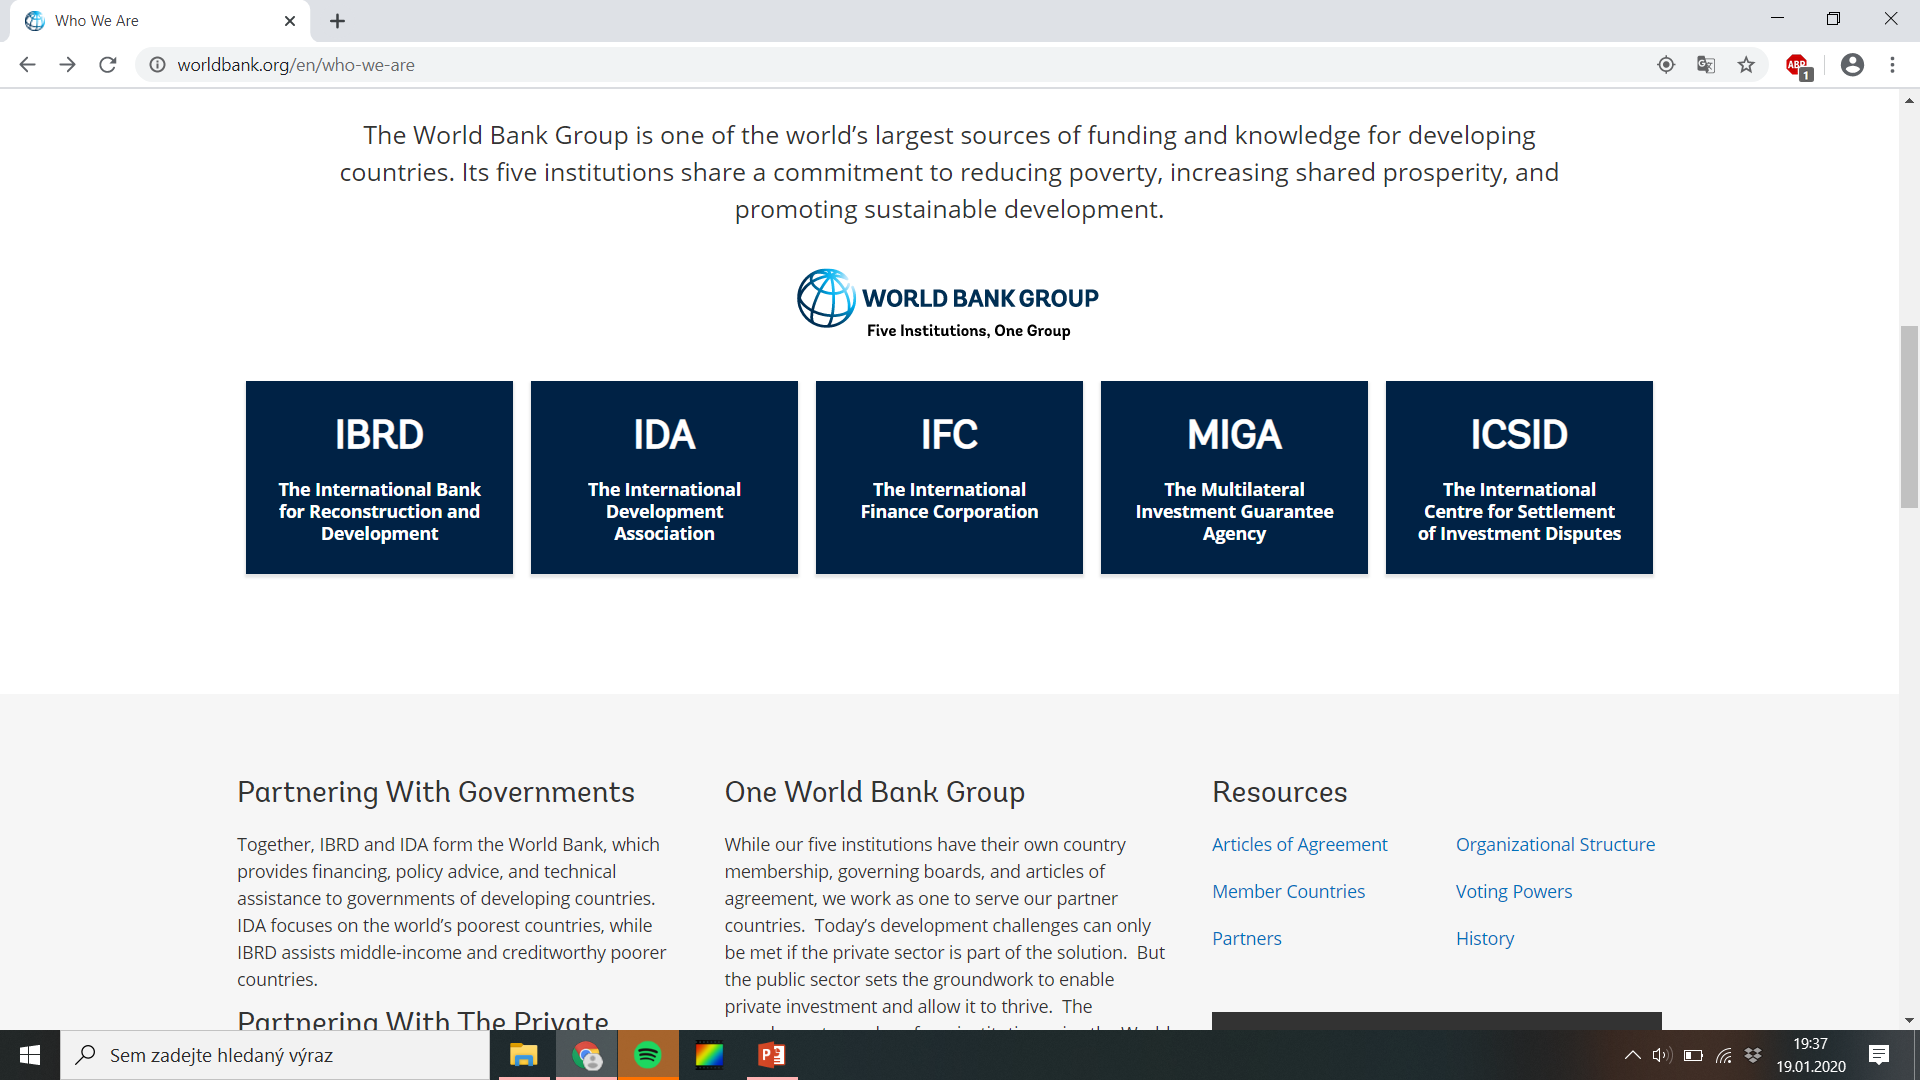 Who We Are
worldbank.org/en/who-we-are
ABP
1
The World Bank Group is one of the world’s largest sources of funding and knowledge for developing
countries. Its five institutions share a commitment to reducing poverty, increasing shared prosperity, and
promoting sustainable development.
WORLD BANK GROUP
Five Institutions, One Group
IBRD
The International Bank
for Reconstruction and
Development
IDA
The International
Development
Association
IFC
The International
Finance Corporation
MIGA
The Multilateral
Investment Guarantee
Agency
ICSID
The International
Centre for Settlement
of Investment Disputes
Partnering With Governments
Together, IBRD and IDA form the World Bank, which
provides financing, policy advice, and technical
assistance to governments of developing countries.
IDA focuses on the world’s poorest countries, while
IBRD assists middle-income and creditworthy poorer
countries.
Partnering With The Private
One World Bank Group
While our five institutions have their own country
membership, governing boards, and articles of
agreement, we work as one to serve our partner
countries.  Today’s development challenges can only
be met if the private sector is part of the solution.  But
the public sector sets the groundwork to enable
private investment and allow it to thrive.  The
Resources
Articles of Agreement
Organizational Structure
Member Countries
Voting Powers
Partners
History
Sem zadejte hledaný výraz
19:37
19.01.2020